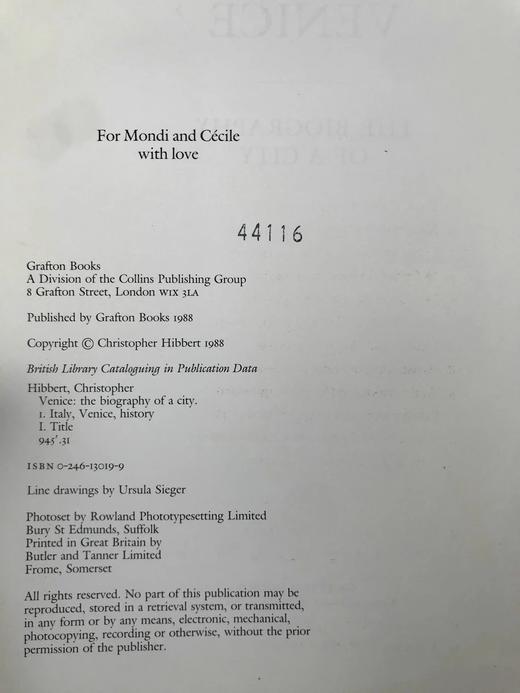 VENICE
THE BIOGRAPHY
OF A CITY
For Mondi and Cécile
with love
44116
Grafton Books
A Division of the Collins Publishing Group
8 Grafton Street, London W1X 3LA
Published by Grafton Books 1988
Copyright © Christopher Hibbert 1988
British Library Cataloguing in Publication Data
Hibbert, Christopher
Venice: the biography of a city.
1. Italy, Venice, history
I. Title
945'.31
ISBN 0-246-13019-9
Line drawings by Ursula Sieger
Photoset by Rowland Phototypesetting Limited
Bury St Edmunds, Suffolk
Printed in Great Britain by
Butler and Tanner Limited
Frome, Somerset
All rights reserved. No part of this publication may be
reproduced, stored in a retrieval system, or transmitted,
in any form or by any means, electronic, mechanical,
photocopying, recording or otherwise, without the prior
permission of the publisher.